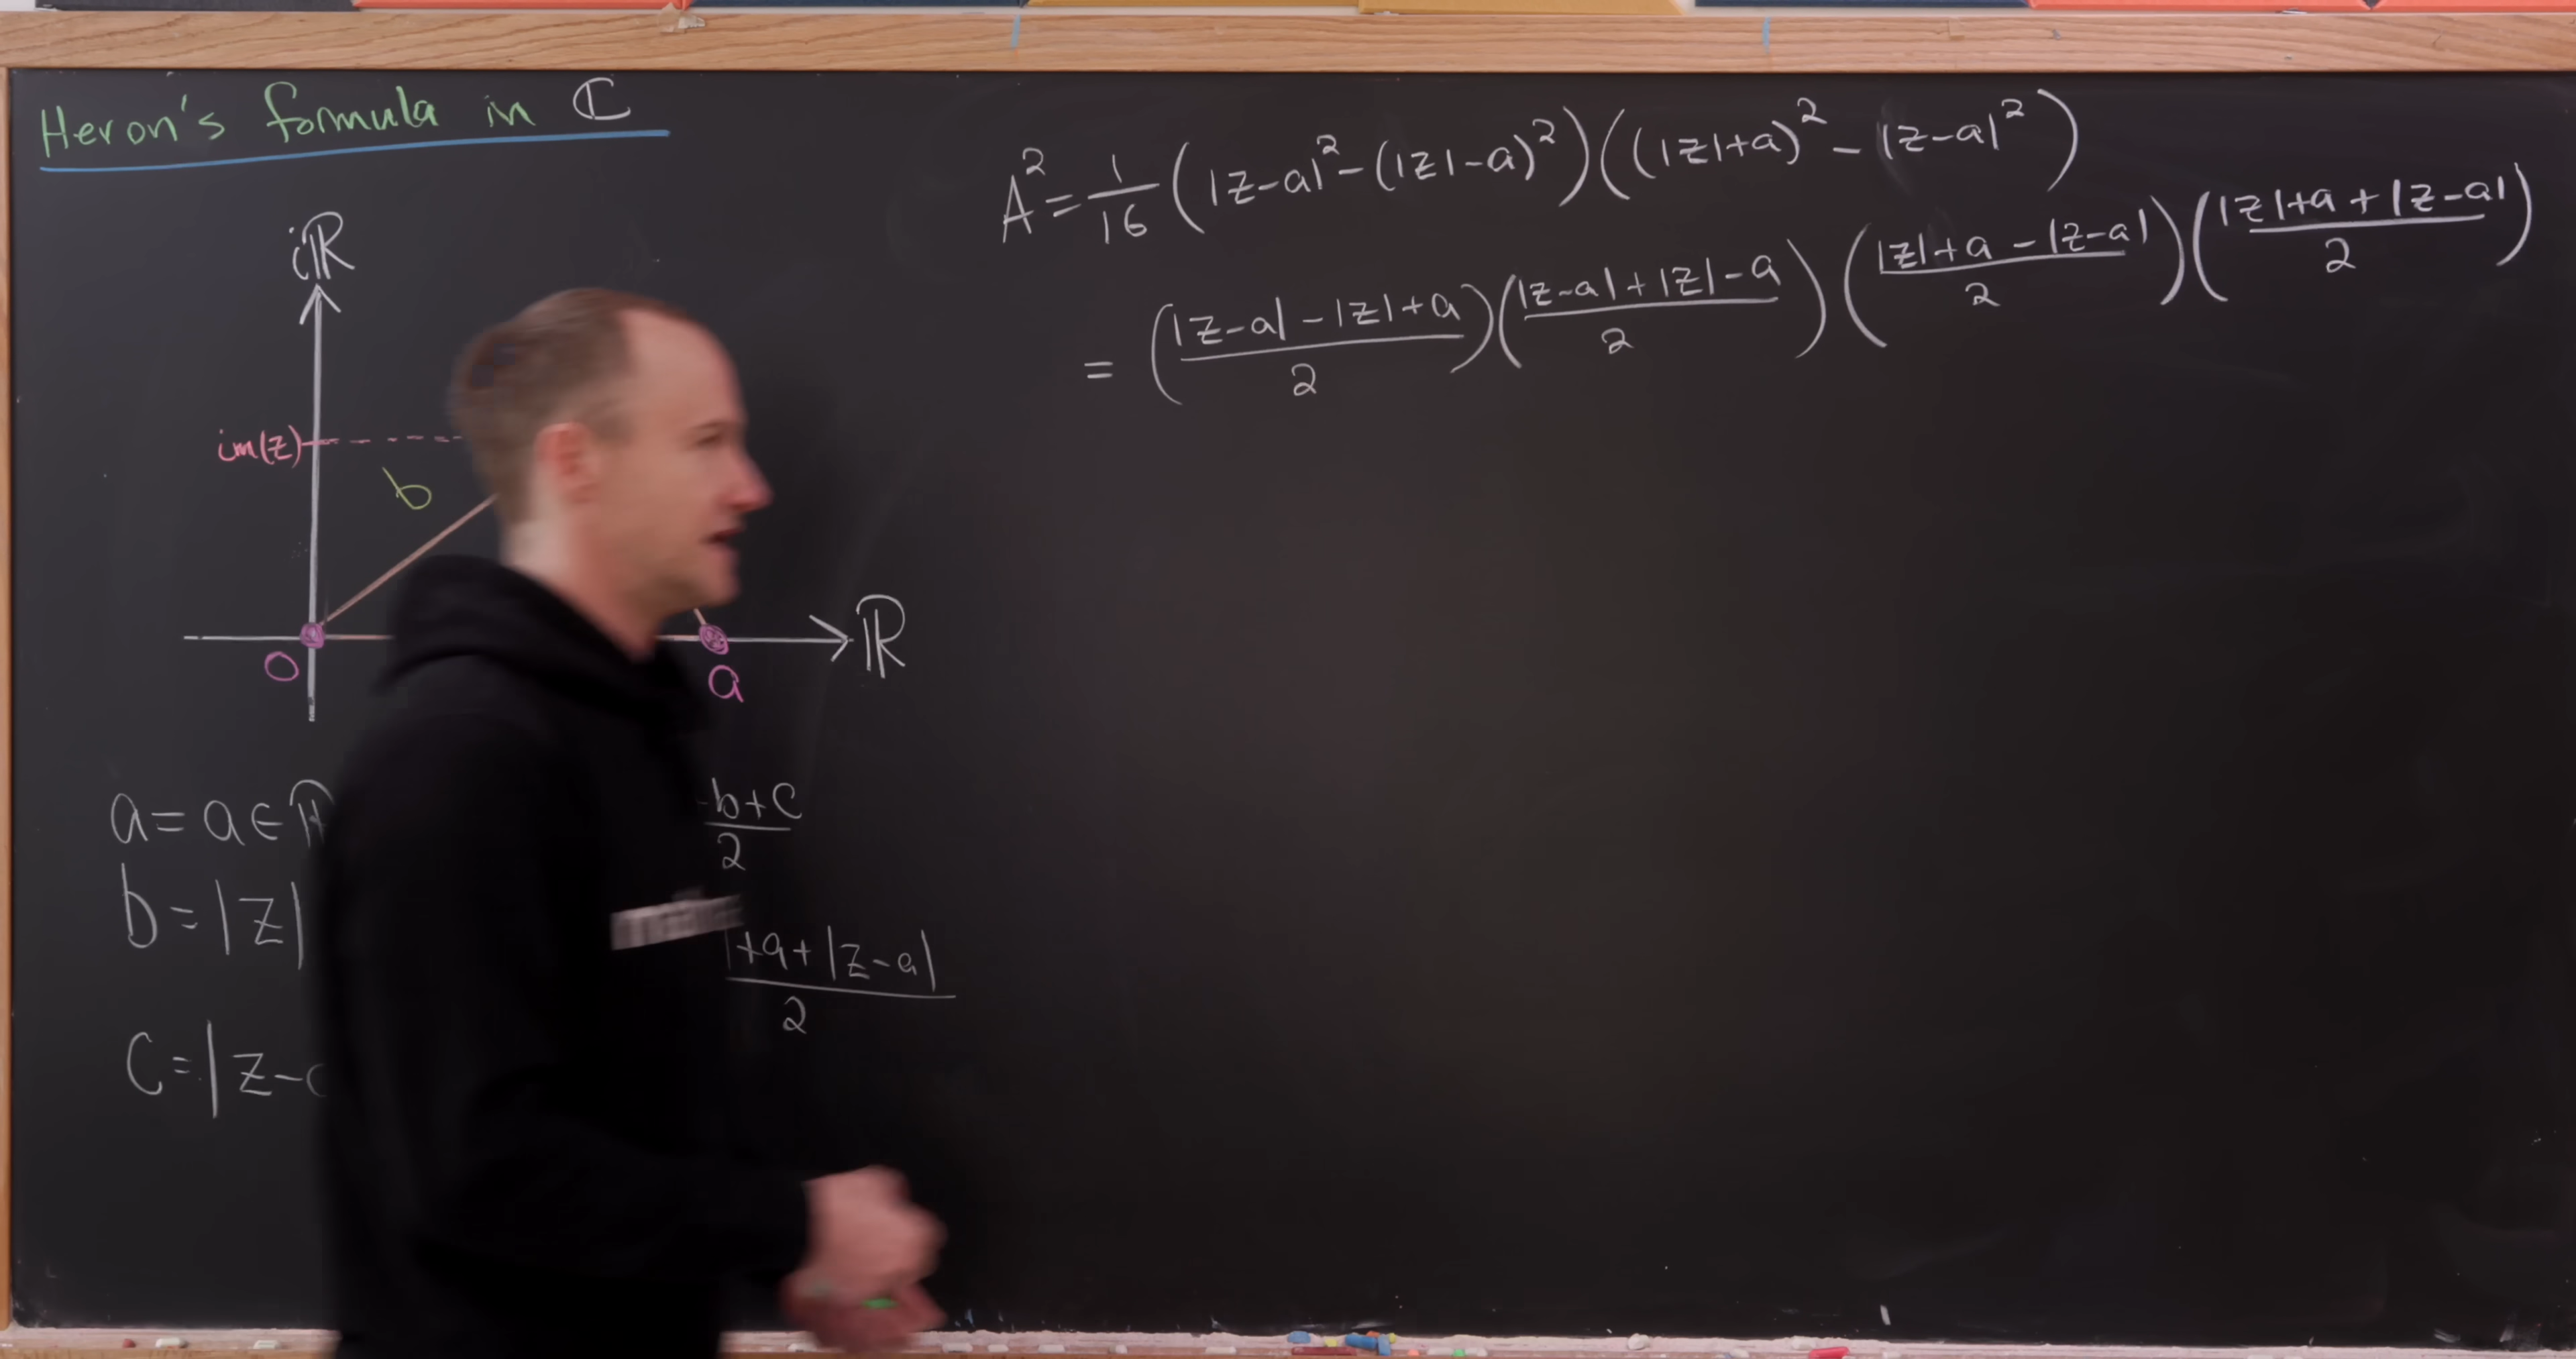 Heron's formula in ℂ
iℝ
im(z)
b
0
a
ℝ
a = a ∈ ℝ
b = |z|
c = |z-
b+c
2
+a+|z-a|
2
A² = 1/16 (|z-a|² - (|z|-a)²)((|z|+a)² - |z-a|²)
= ((|z-a| - |z| + a)/2)((|z-a| + |z| - a)/2)((|z| + a - |z-a|)/2)((|z| + a + |z-a|)/2)